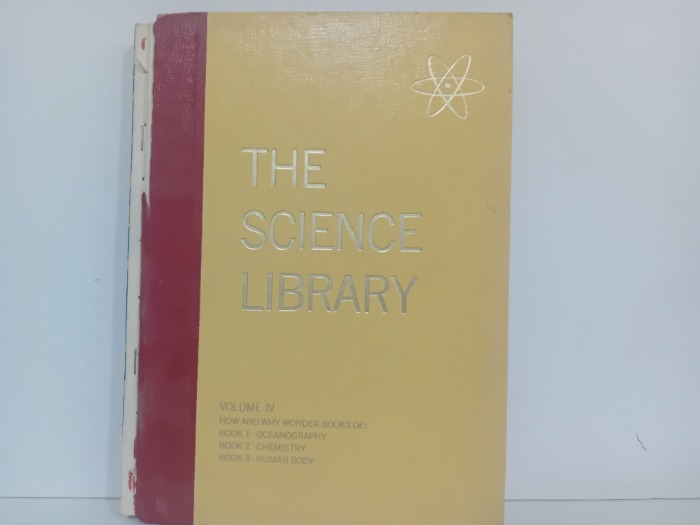 THE
SCIENCE
LIBRARY
VOLUME IV
HOW AND WHY WONDER BOOKS OF:
BOOK 1 - OCEANOGRAPHY
BOOK 2 - CHEMISTRY
BOOK 3 - HUMAN BODY